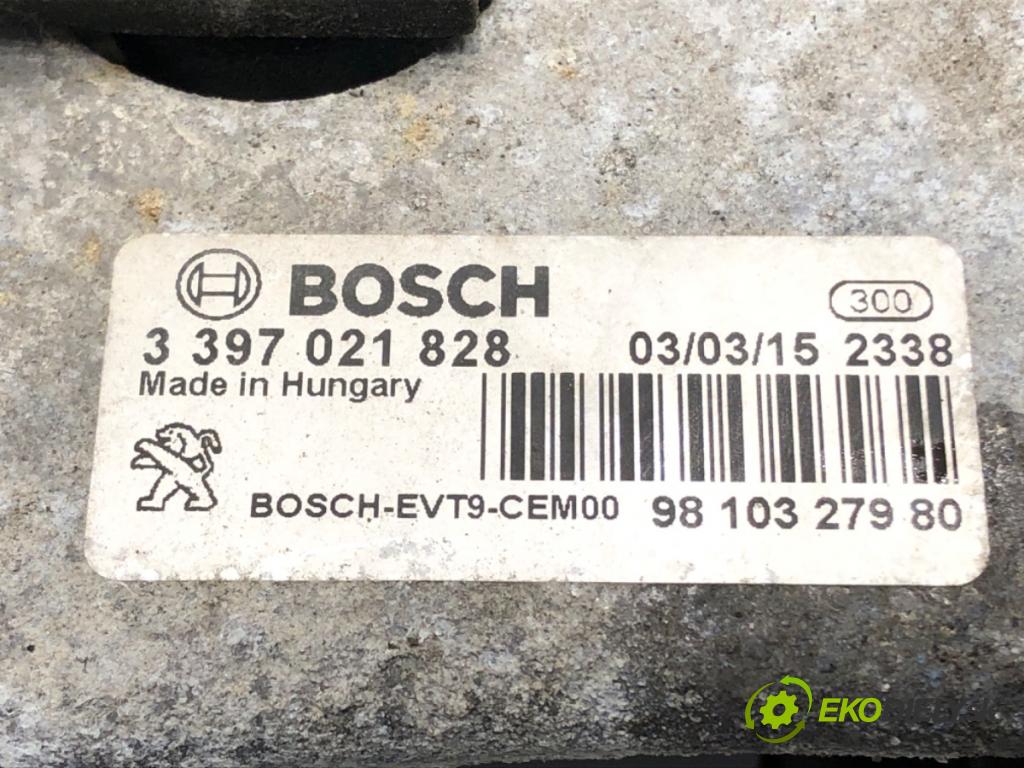 BOSCH
300
3 397 021 828 03/03/15 2338
Made in Hungary
BOSCH-EVT9-CEM00 98 103 279 80
EKO